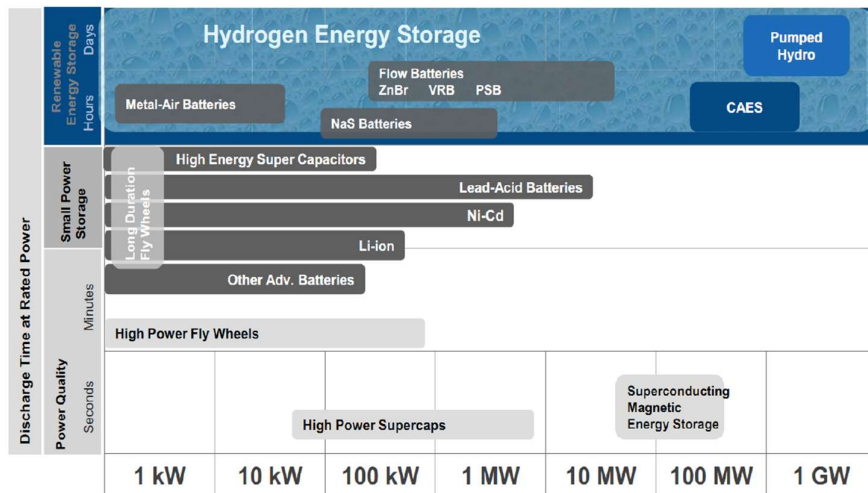 Discharge Time at Rated Power
Renewable
Energy Storage
Days
Hours
Hydrogen Energy Storage
Pumped
Hydro
Flow Batteries
ZnBr VRB PSB
Metal-Air Batteries
CAES
NaS Batteries
Small Power
Storage
Long Duration
Fly Wheels
High Energy Super Capacitors
Lead-Acid Batteries
Ni-Cd
Li-ion
Other Adv. Batteries
Power Quality
Minutes
Seconds
High Power Fly Wheels
Superconducting
Magnetic
Energy Storage
High Power Supercaps
1 kW 10 kW 100 kW 1 MW 10 MW 100 MW 1 GW